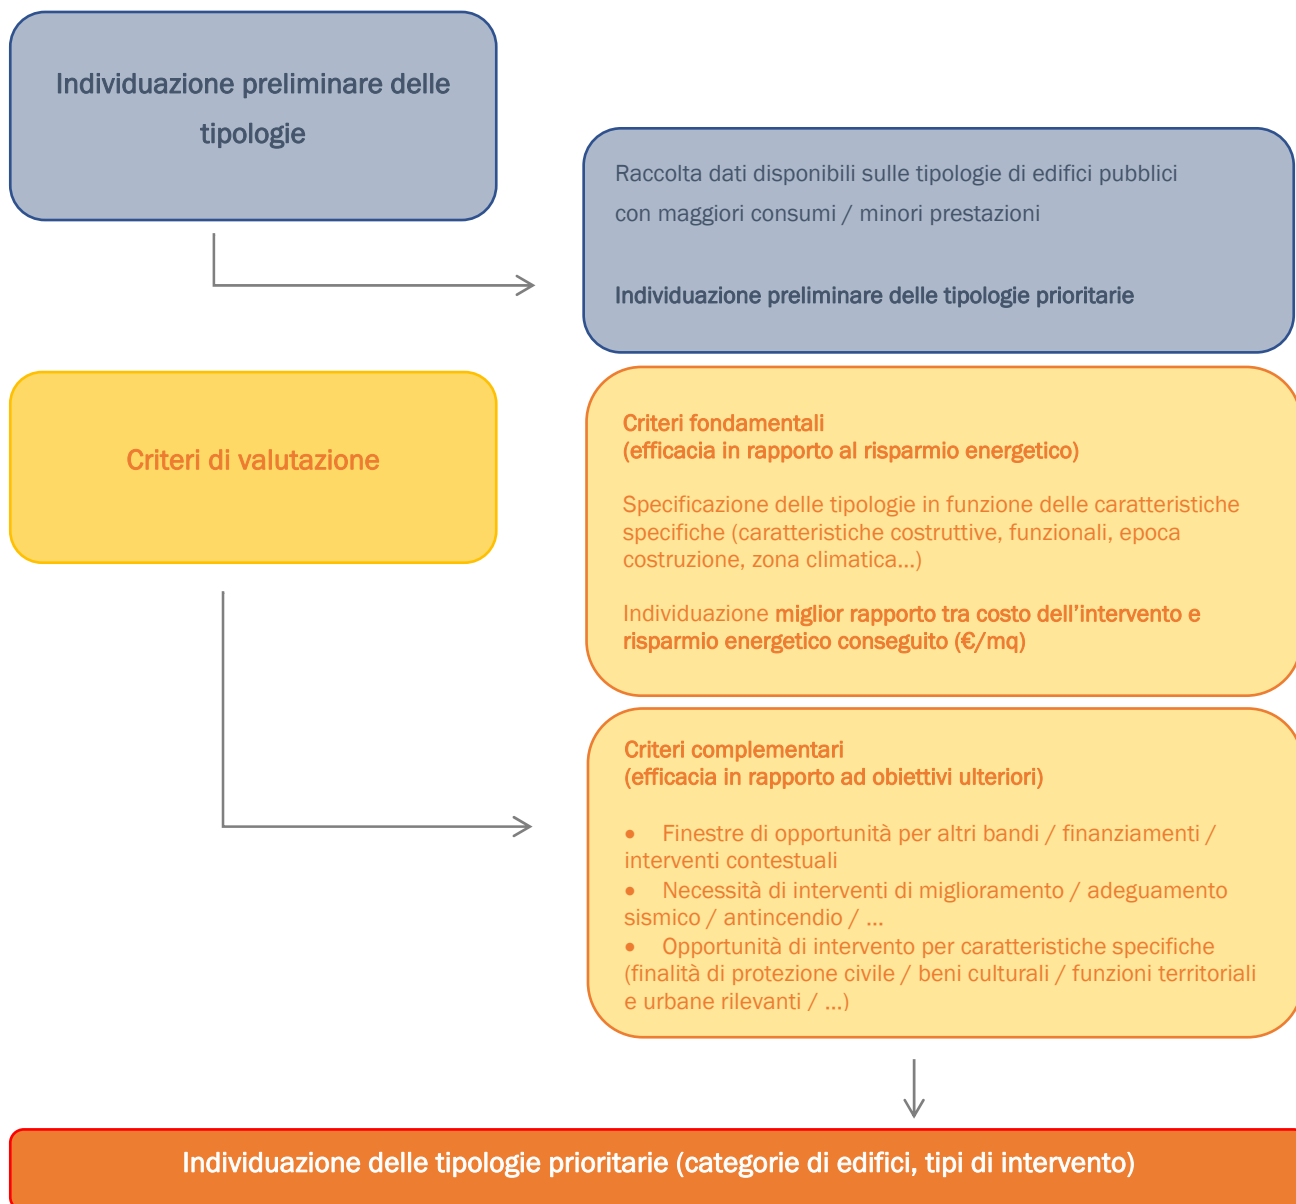 Individuazione preliminare delle
tipologie
Raccolta dati disponibili sulle tipologie di edifici pubblici
con maggiori consumi / minori prestazioni
Individuazione preliminare delle tipologie prioritarie
Criteri di valutazione
Criteri fondamentali
(efficacia in rapporto al risparmio energetico)
Specificazione delle tipologie in funzione delle caratteristiche
specifiche (caratteristiche costruttive, funzionali, epoca
costruzione, zona climatica...)
Individuazione miglior rapporto tra costo dell’intervento e
risparmio energetico conseguito (€/mq)
Criteri complementari
(efficacia in rapporto ad obiettivi ulteriori)
• Finestre di opportunità per altri bandi / finanziamenti /
interventi contestuali
• Necessità di interventi di miglioramento / adeguamento
sismico / antincendio / ...
• Opportunità di intervento per caratteristiche specifiche
(finalità di protezione civile / beni culturali / funzioni territoriali
e urbane rilevanti / ...)
Individuazione delle tipologie prioritarie (categorie di edifici, tipi di intervento)